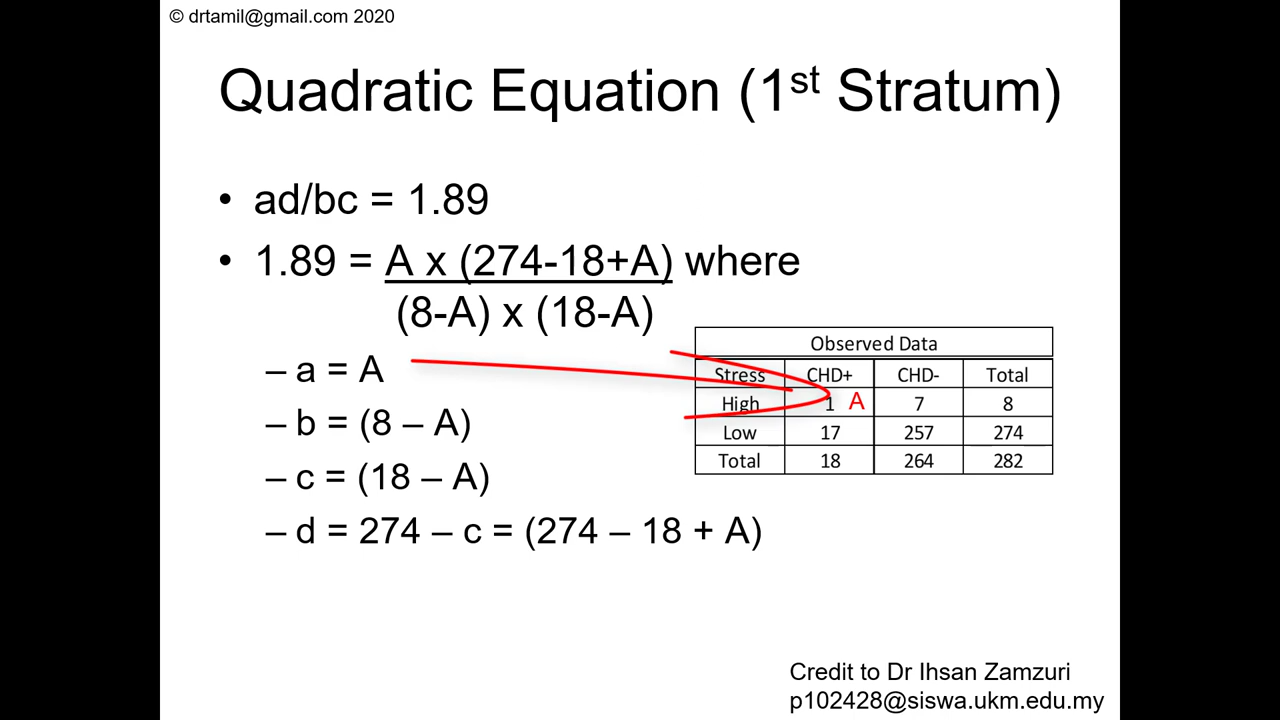 © drtamil@gmail.com 2020
Quadratic Equation (1st Stratum)
• ad/bc = 1.89
• 1.89 = A x (274-18+A) where
(8-A) x (18-A)
– a = A
– b = (8 – A)
– c = (18 – A)
– d = 274 – c = (274 – 18 + A)
Observed Data
Stress CHD+ CHD- Total
High 1 A 7 8
Low 17 257 274
Total 18 264 282
Credit to Dr Ihsan Zamzuri
p102428@siswa.ukm.edu.my